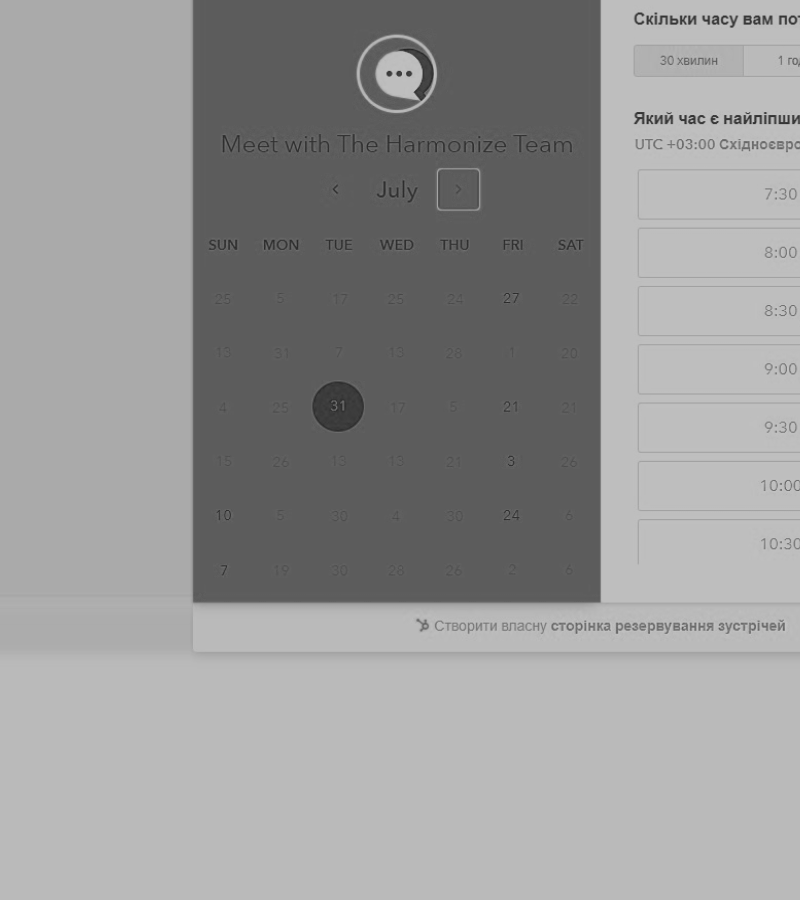 Meet with The Harmonize Team
July
SUN MON TUE WED THU FRI SAT
25 5 17 25 24 27 22
13 31 7 13 28 1 20
4 25 31 17 5 21 21
15 26 13 13 21 3 26
10 5 30 4 30 24 6
7 19 30 28 26 2 6
Скільки часу вам пот
30 хвилин 1 го
Який час є найліпши
UTC +03:00 Східноєвро
7:30
8:00
8:30
9:00
9:30
10:00
10:30
Створити власну сторінка резервування зустрічей